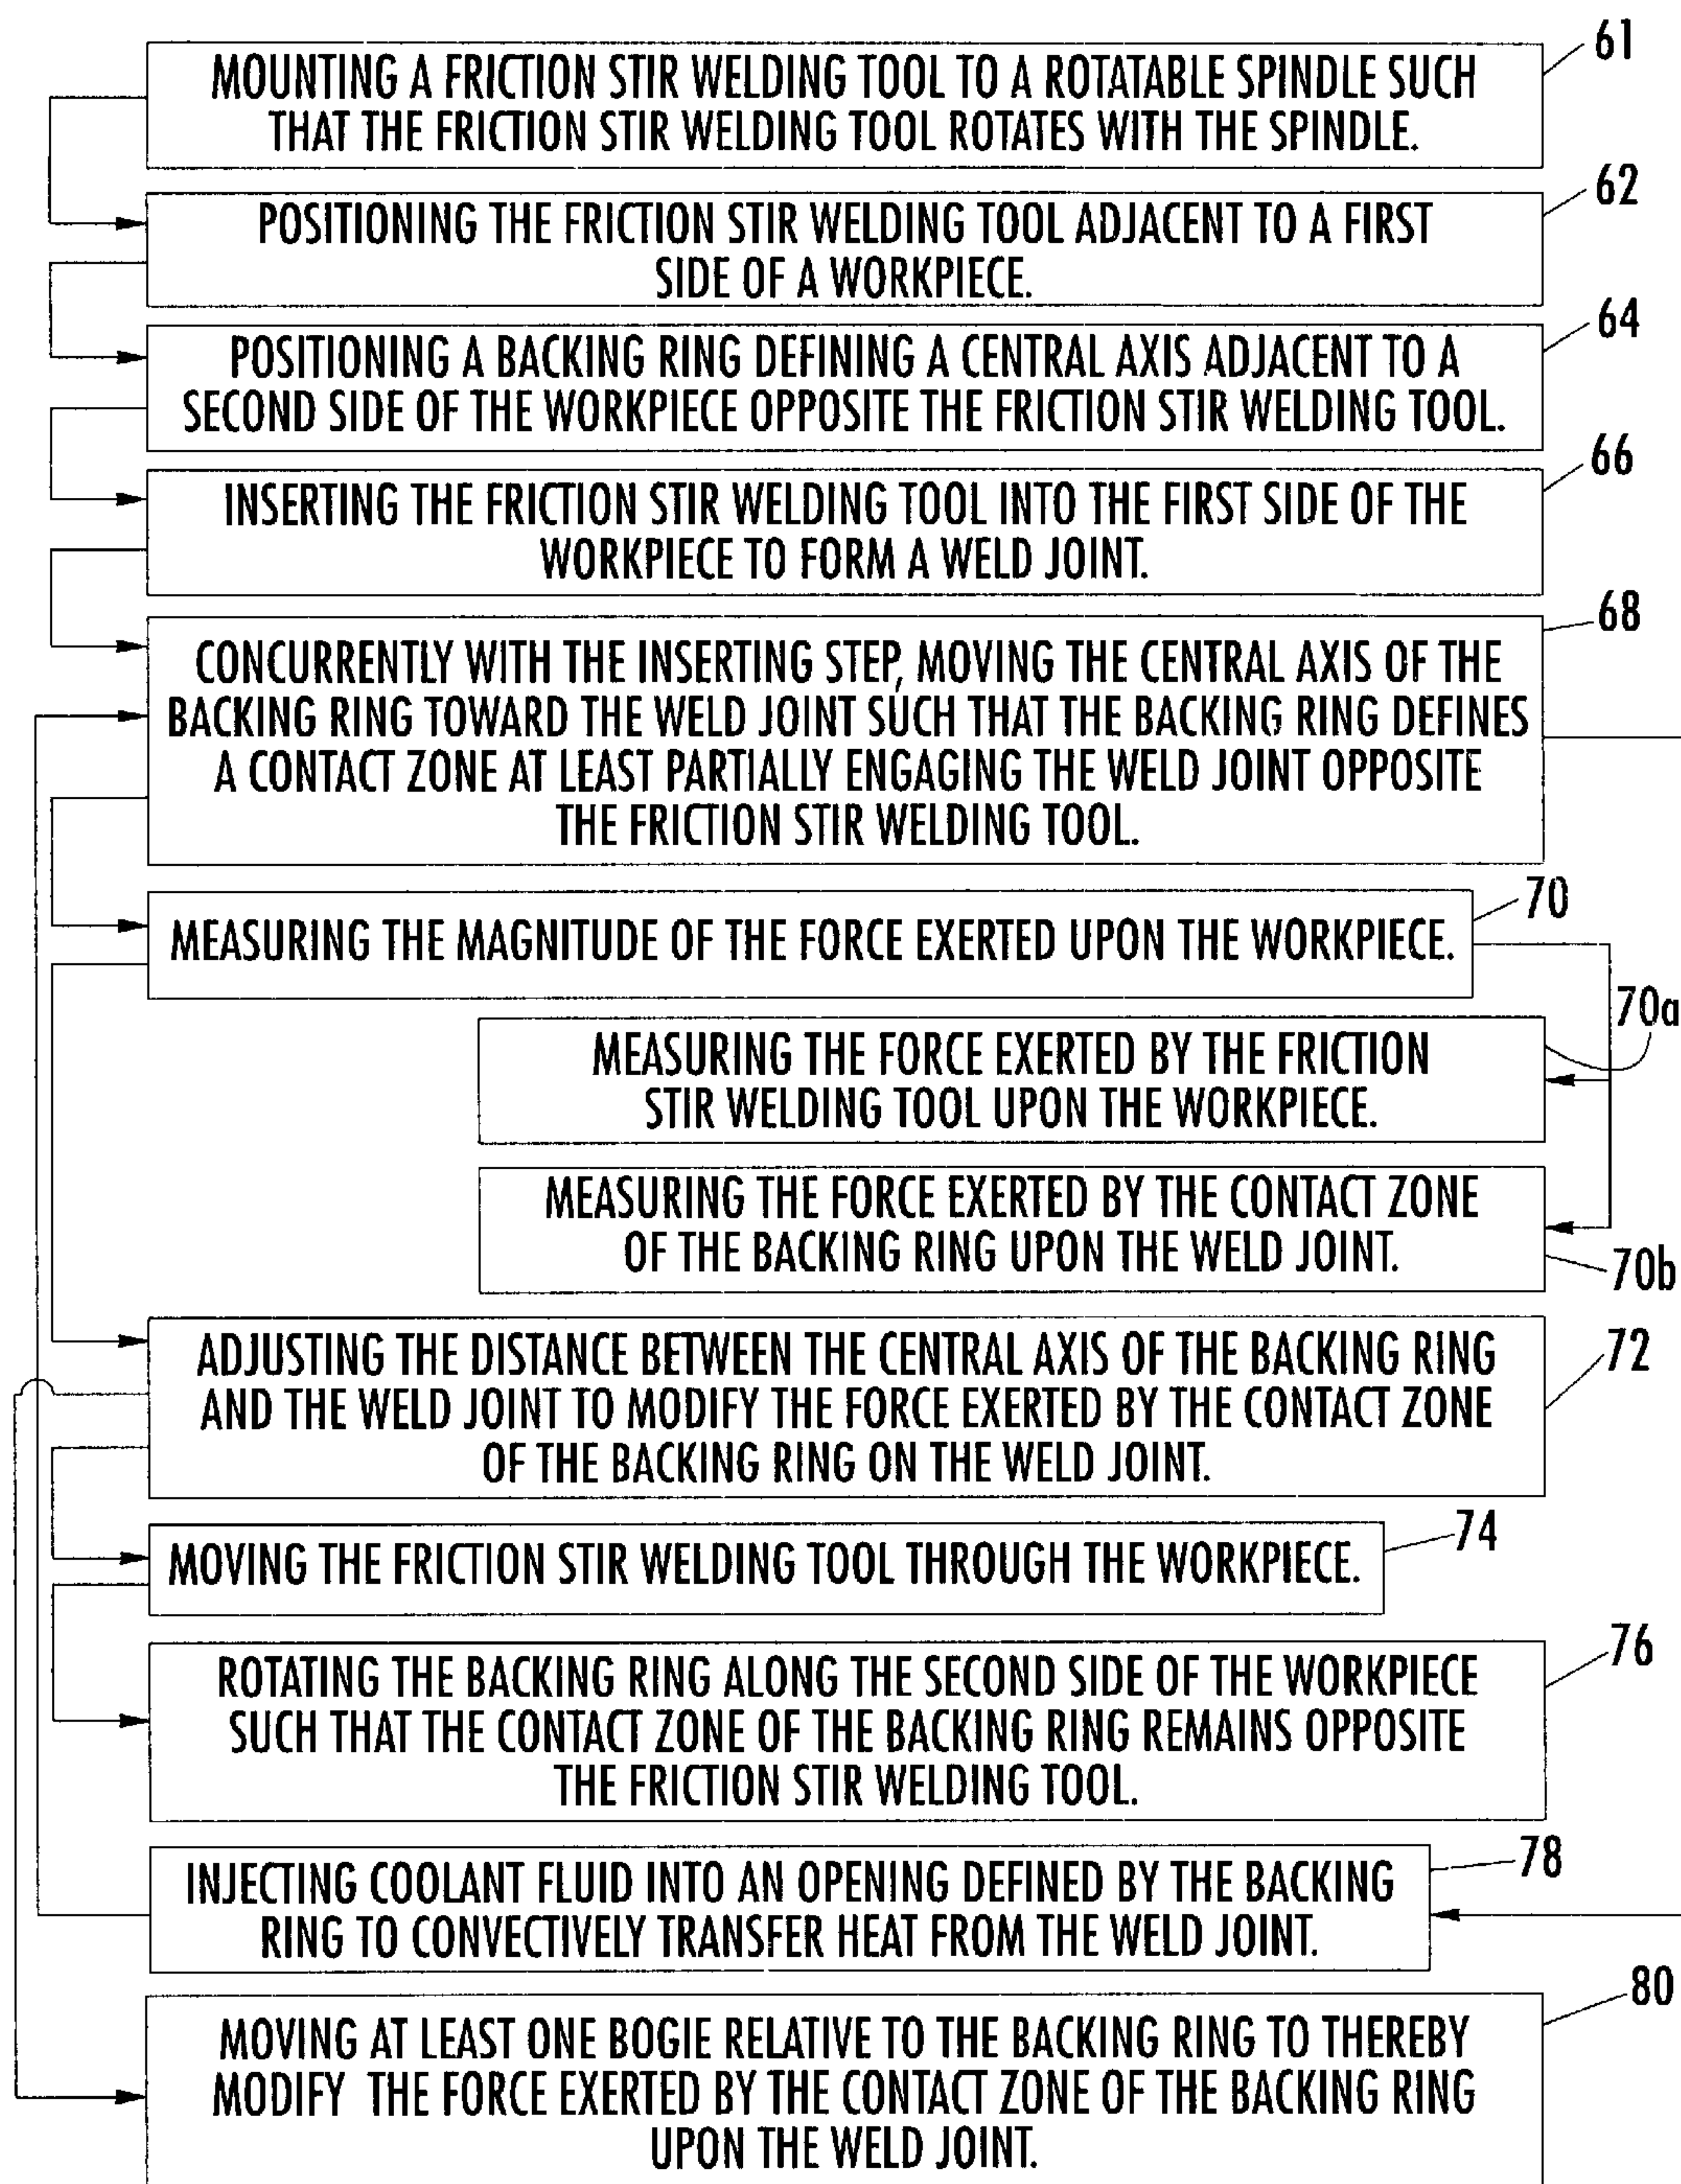 61
MOUNTING A FRICTION STIR WELDING TOOL TO A ROTATABLE SPINDLE SUCH
THAT THE FRICTION STIR WELDING TOOL ROTATES WITH THE SPINDLE.
62
POSITIONING THE FRICTION STIR WELDING TOOL ADJACENT TO A FIRST
SIDE OF A WORKPIECE.
64
POSITIONING A BACKING RING DEFINING A CENTRAL AXIS ADJACENT TO A
SECOND SIDE OF THE WORKPIECE OPPOSITE THE FRICTION STIR WELDING TOOL.
66
INSERTING THE FRICTION STIR WELDING TOOL INTO THE FIRST SIDE OF THE
WORKPIECE TO FORM A WELD JOINT.
68
CONCURRENTLY WITH THE INSERTING STEP, MOVING THE CENTRAL AXIS OF THE
BACKING RING TOWARD THE WELD JOINT SUCH THAT THE BACKING RING DEFINES
A CONTACT ZONE AT LEAST PARTIALLY ENGAGING THE WELD JOINT OPPOSITE
THE FRICTION STIR WELDING TOOL.
70
MEASURING THE MAGNITUDE OF THE FORCE EXERTED UPON THE WORKPIECE.
70a
MEASURING THE FORCE EXERTED BY THE FRICTION
STIR WELDING TOOL UPON THE WORKPIECE.
MEASURING THE FORCE EXERTED BY THE CONTACT ZONE
OF THE BACKING RING UPON THE WELD JOINT.
70b
ADJUSTING THE DISTANCE BETWEEN THE CENTRAL AXIS OF THE BACKING RING
AND THE WELD JOINT TO MODIFY THE FORCE EXERTED BY THE CONTACT ZONE
OF THE BACKING RING ON THE WELD JOINT.
72
74
MOVING THE FRICTION STIR WELDING TOOL THROUGH THE WORKPIECE.
76
ROTATING THE BACKING RING ALONG THE SECOND SIDE OF THE WORKPIECE
SUCH THAT THE CONTACT ZONE OF THE BACKING RING REMAINS OPPOSITE
THE FRICTION STIR WELDING TOOL.
78
INJECTING COOLANT FLUID INTO AN OPENING DEFINED BY THE BACKING
RING TO CONVECTIVELY TRANSFER HEAT FROM THE WELD JOINT.
80
MOVING AT LEAST ONE BOGIE RELATIVE TO THE BACKING RING TO THEREBY
MODIFY THE FORCE EXERTED BY THE CONTACT ZONE OF THE BACKING RING
UPON THE WELD JOINT.